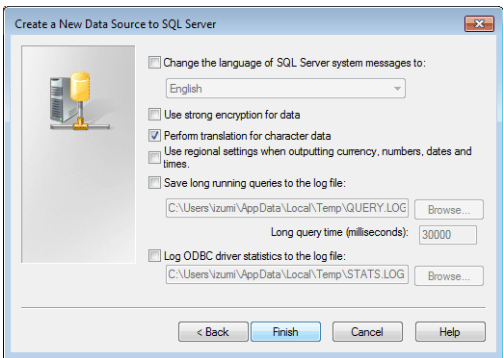 Create a New Data Source to SQL Server
Change the language of SQL Server system messages to:
English
Use strong encryption for data
Perform translation for character data
Use regional settings when outputting currency, numbers, dates and
times.
Save long running queries to the log file:
C:\Users\izumi\AppData\Local\Temp\QUERY.LOG
Browse...
Long query time (milliseconds):
30000
Log ODBC driver statistics to the log file:
C:\Users\izumi\AppData\Local\Temp\STATS.LOG
Browse...
< Back
Finish
Cancel
Help